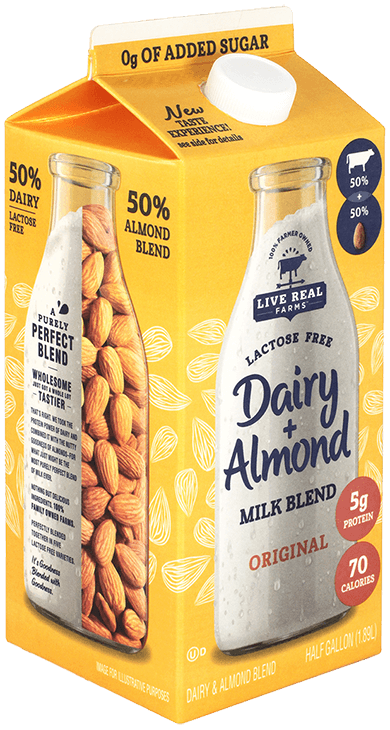 0g OF ADDED SUGAR
New
TASTE
EXPERIENCE!
see side for details
50%
DAIRY
LACTOSE
FREE
50%
ALMOND
BLEND
A
PURELY
PERFECT
BLEND
WHOLESOME
JUST GOT A WHOLE LOT
TASTIER
THAT'S RIGHT, WE TOOK THE
PROTEIN POWER OF DAIRY AND
COMBINED IT WITH THE NUTTY
GOODNESS OF ALMONDS–FOR
WHAT JUST MIGHT BE THE
MOST PURELY PERFECT BLEND
OF MILK EVER.
NOTHING BUT DELICIOUS
INGREDIENTS. 100%
FAMILY OWNED FARMS.
PERFECTLY BLENDED
TOGETHER IN FIVE
LACTOSE FREE VARIETIES.
It's Goodness
Blended with
Goodness.
IMAGE FOR ILLUSTRATIVE PURPOSES
50%
+
50%
100% FARMER OWNED
LIVE REAL
FARMS
LACTOSE FREE
Dairy
+
Almond
MILK BLEND
ORIGINAL
5g
PROTEIN
70
CALORIES
U D
DAIRY & ALMOND BLEND
HALF GALLON (1.89L)